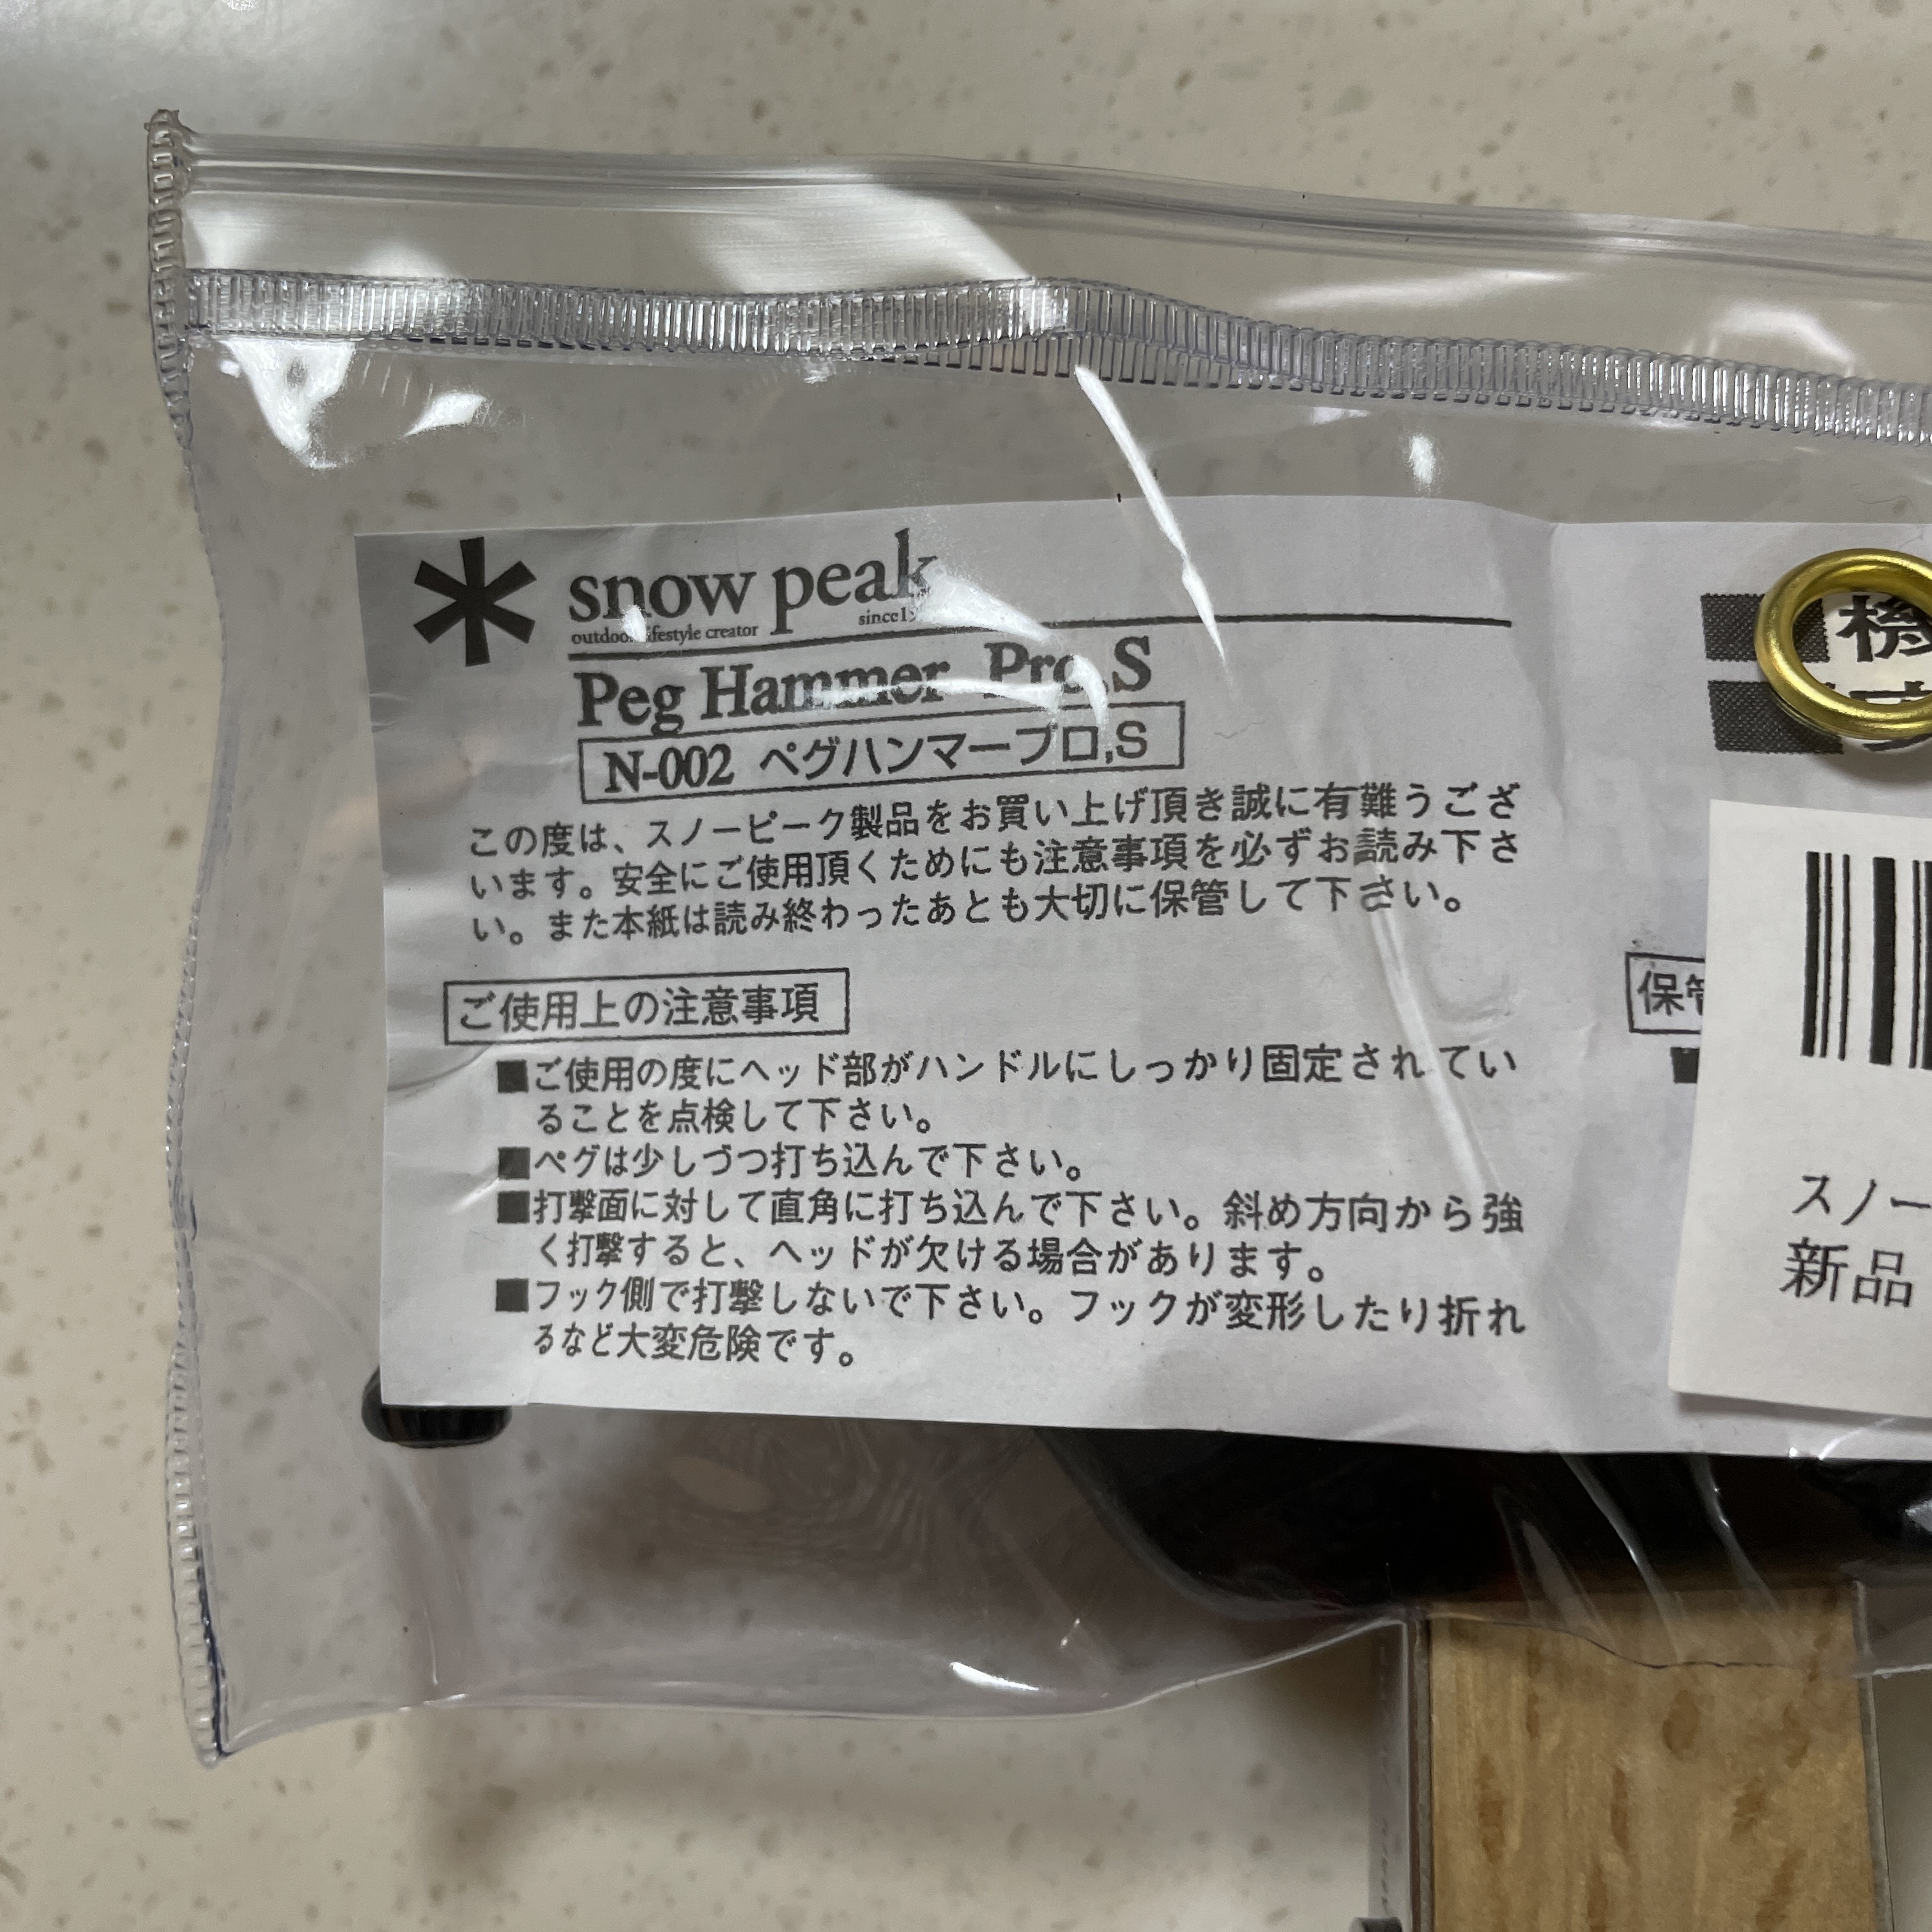 snow peak
outdoor lifestyle creator
Peg Hammer Pro,S
N-002 ペグハンマープロ,S
この度は、スノーピーク製品をお買い上げ頂き誠に有難うござ
います。安全にご使用頂くためにも注意事項を必ずお読み下さ
い。また本紙は読み終わったあとも大切に保管して下さい。
ご使用上の注意事項
■ご使用の度にヘッド部がハンドルにしっかり固定されてい
ることを点検して下さい。
■ペグは少しづつ打ち込んで下さい。
■打撃面に対して直角に打ち込んで下さい。斜め方向から強
く打撃すると、ヘッドが欠ける場合があります。
■フック側で打撃しないで下さい。フックが変形したり折れ
るなど大変危険です。
保管
スノー
新品